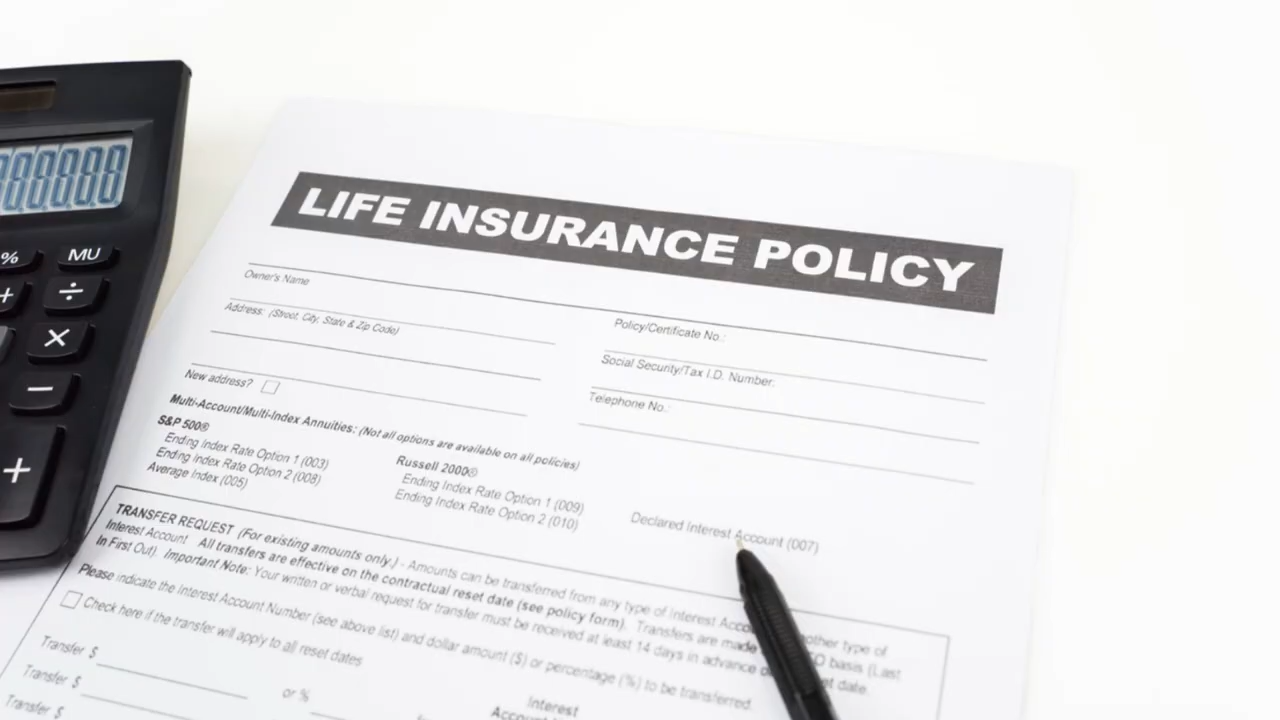 LIFE INSURANCE POLICY
Owner's Name
Address: (Street, City, State & Zip Code)
New address?
Policy/Certificate No.:
Social Security/Tax I.D. Number:
Telephone No.:
Multi-Account/Multi-Index Annuities: (Not all options are available on all policies)
S&P 500®
Ending Index Rate Option 1 (003)
Ending Index Rate Option 2 (008)
Average Index (005)
Russell 2000®
Ending Index Rate Option 1 (009)
Ending Index Rate Option 2 (010)
Declared Interest Account (007)
TRANSFER REQUEST (For existing amounts only.) - Amounts can be transferred from any type of Interest other type of
Interest Account. All transfers are effective on the contractual reset date (see policy form). Transfers are made basis (Last
In First Out). Important Note: Your written or verbal request for transfer must be received at least 14 days in advance date.
Please indicate the Interest Account Number (see above list) and dollar amount ($) or percentage (%) to be transferred.
Check here if the transfer will apply to all reset dates
Transfer $
or %
Interest
Transfer $
Transfer $
% MU
+ ÷
×
−
+